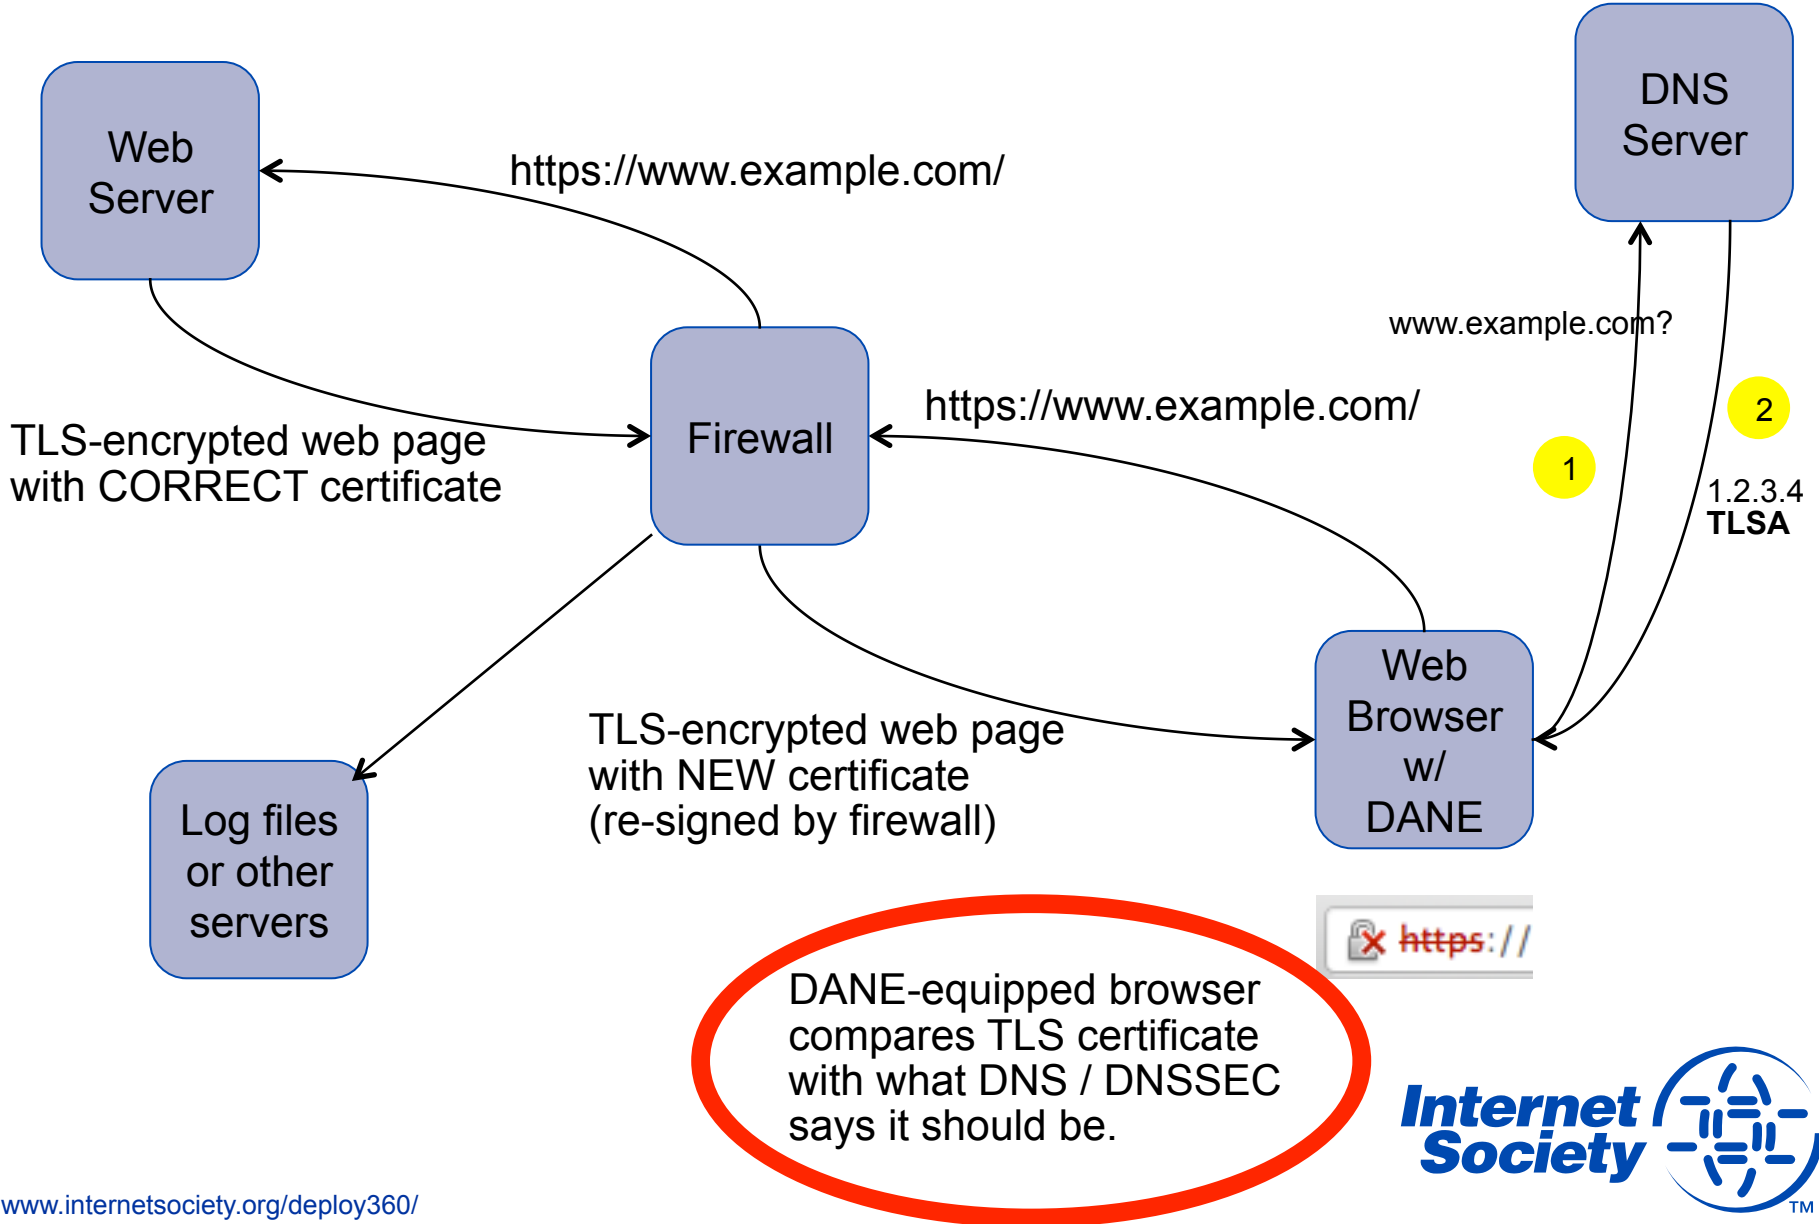 DNS
Server
Web
Server
https://www.example.com/
www.example.com?
https://www.example.com/
2
1
1.2.3.4
TLSA
Firewall
TLS-encrypted web page
with CORRECT certificate
Web
Browser
w/
DANE
TLS-encrypted web page
with NEW certificate
(re-signed by firewall)
Log files
or other
servers
https://
DANE-equipped browser
compares TLS certificate
with what DNS / DNSSEC
says it should be.
Internet
Society
TM
www.internetsociety.org/deploy360/